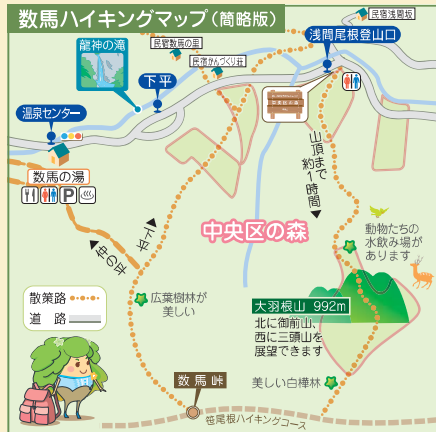 数馬ハイキングマップ（簡略版）
民宿浅間坂
龍神の滝
民宿数馬の里
浅間尾根登山口
民宿かんづくり荘
下平
温泉センター
数馬の湯
P
山頂まで
約1時間
中央区の森
動物たちの
水飲み場が
あります
散策路
道路
広葉樹林が
美しい
大羽根山 992m
北に御前山、
西に三頭山を
展望できます
数馬峠
美しい白樺林
笹尾根ハイキングコース